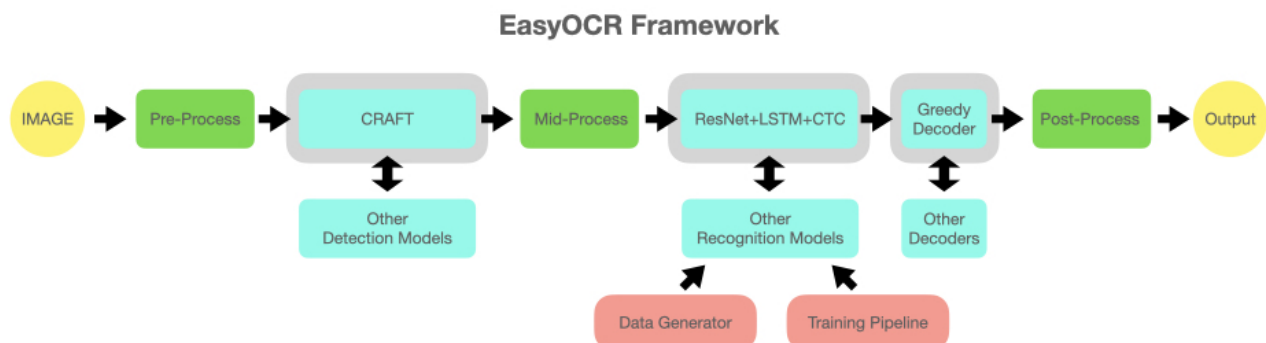 EasyOCR Framework
IMAGE
Pre-Process
CRAFT
Mid-Process
ResNet+LSTM+CTC
Greedy
Decoder
Post-Process
Output
Other
Detection Models
Other
Recognition Models
Other
Decoders
Data Generator
Training Pipeline